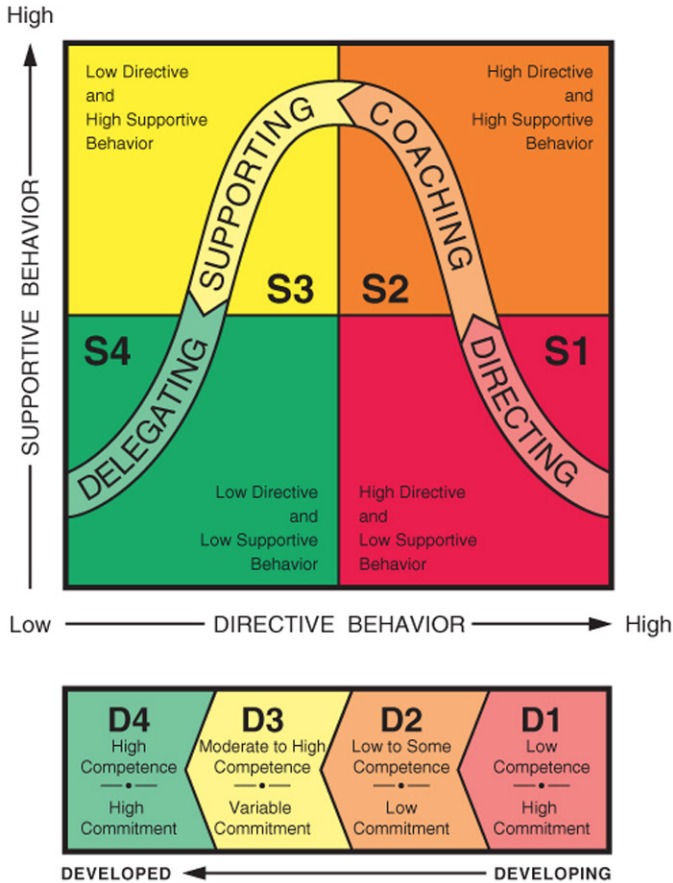 High
SUPPORTIVE BEHAVIOR
Low Directive
and
High Supportive
Behavior
High Directive
and
High Supportive
Behavior
SUPPORTING
COACHING
S3
S2
S4
S1
DELEGATING
DIRECTING
Low Directive
and
Low Supportive
Behavior
High Directive
and
Low Supportive
Behavior
Low
DIRECTIVE BEHAVIOR
High
D4
High
Competence
High
Commitment
D3
Moderate to High
Competence
Variable
Commitment
D2
Low to Some
Competence
Low
Commitment
D1
Low
Competence
High
Commitment
DEVELOPED
DEVELOPING